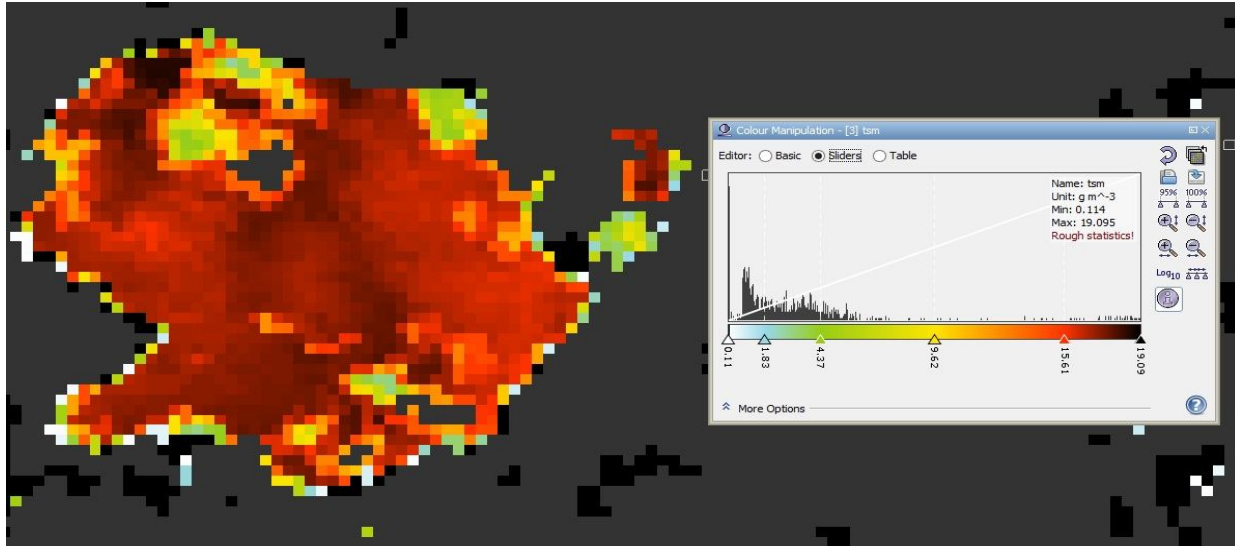 Colour Manipulation - [3] tsm
Editor: Basic Sliders Table
Name: tsm
Unit: g m^-3
Min: 0.114
Max: 19.095
Rough statistics!
95% 100%
Log10
0.11 1.83 4.37 9.62 15.61 19.09
More Options